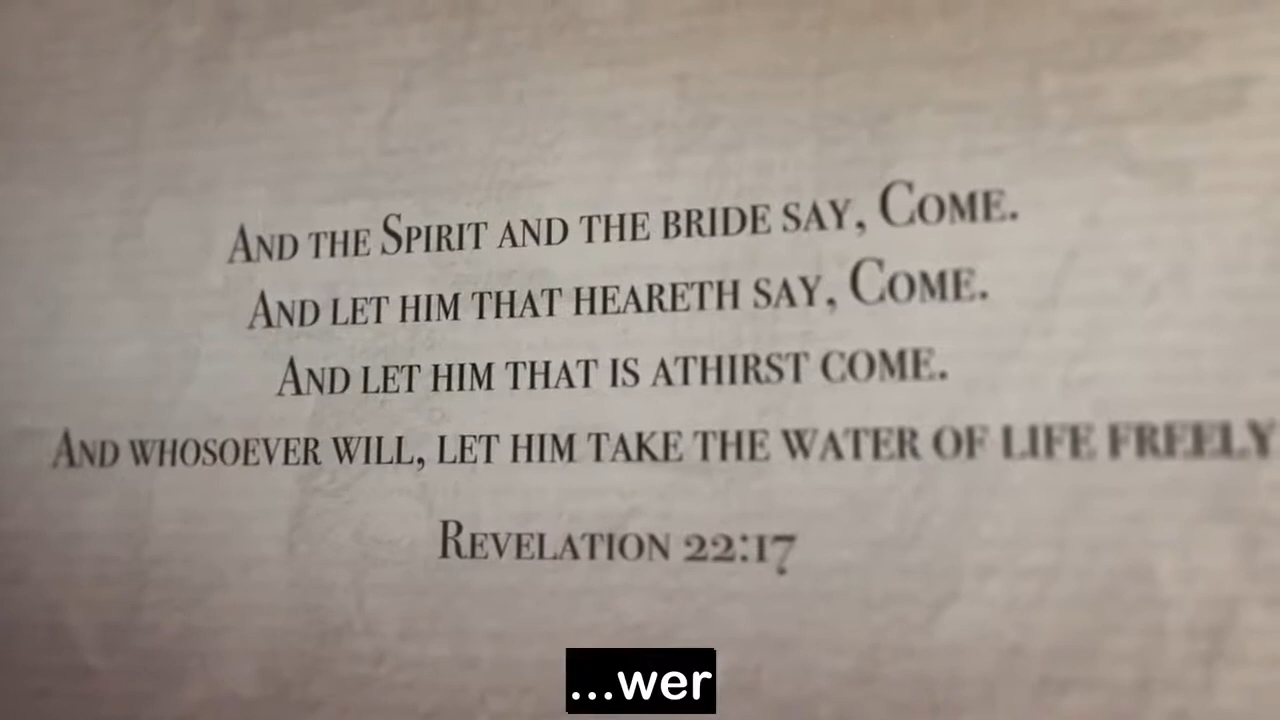 And the Spirit and the bride say, Come.
And let him that heareth say, Come.
And let him that is athirst come.
And whosoever will, let him take the water of life freely
Revelation 22:17
...wer